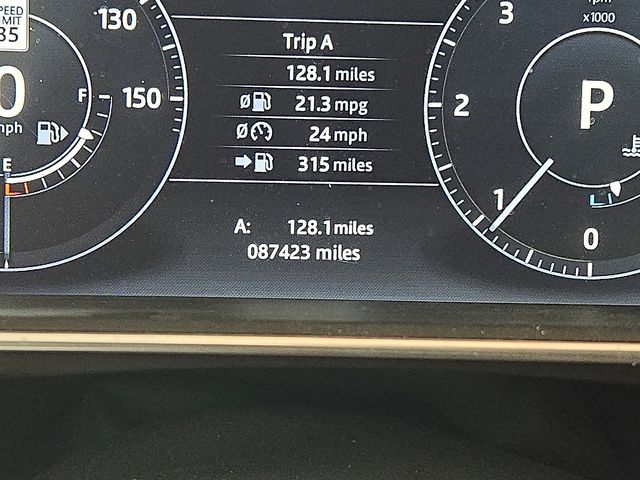 SPEED
LIMIT
35
130
150
F
E
0
mph
Trip A
128.1 miles
21.3 mpg
24 mph
315 miles
A: 128.1 miles
087423 miles
3
2
1
0
x1000
P